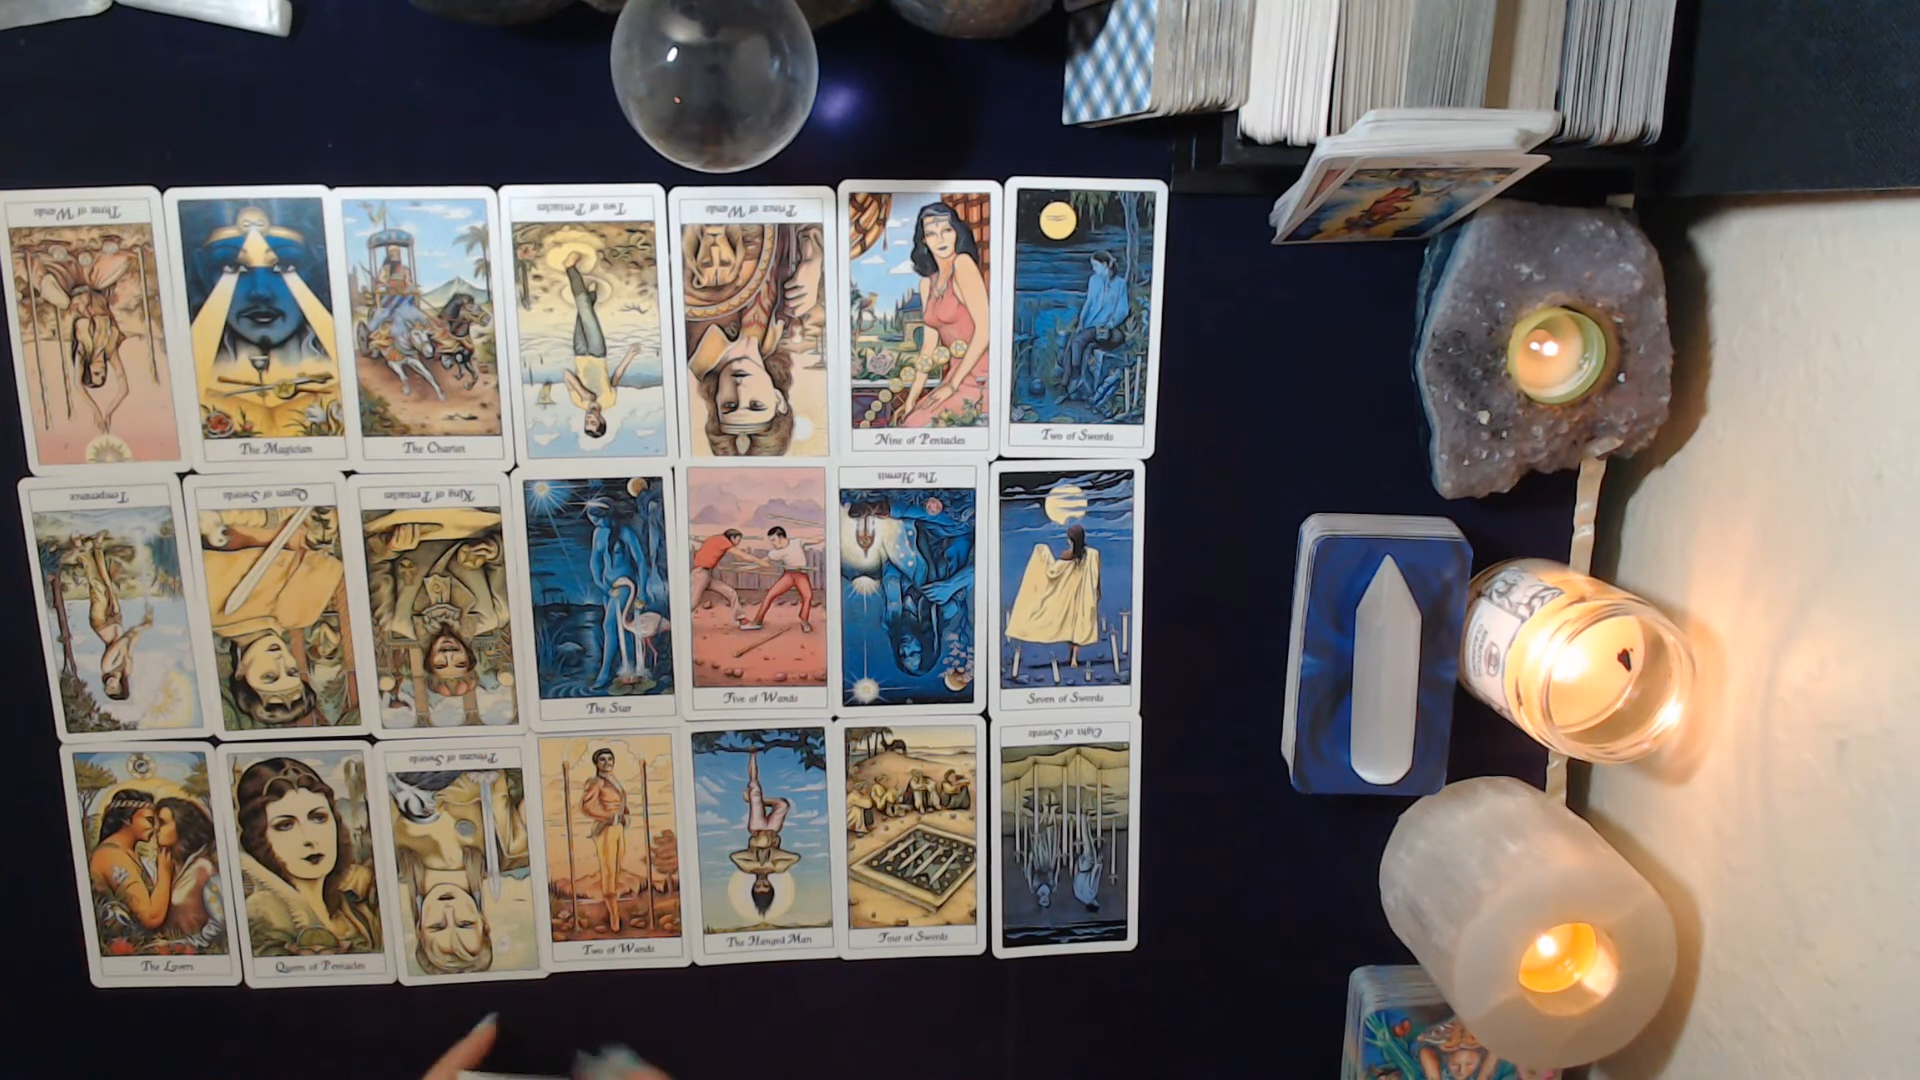 Three of Wands
The Magician
The Chariot
Two of Pentacles
Prince of Wands
Nine of Pentacles
Two of Swords
Temperance
Queen of Swords
King of Pentacles
The Star
Five of Wands
The Hermit
Seven of Swords
The Lovers
Queen of Pentacles
Princess of Swords
Two of Wands
The Hanged Man
Four of Swords
Eight of Swords